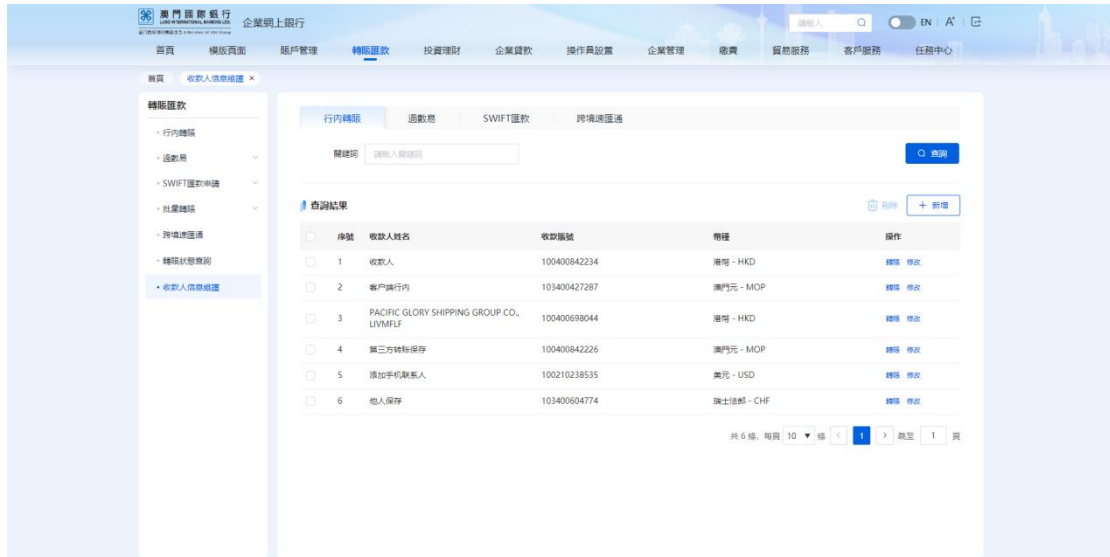 澳門國際銀行
LUSO INTERNATIONAL BANKING LTD.
企業網上銀行
請輸入
EN
A
首頁
模版頁面
賬戶管理
轉賬匯款
投資理財
企業貸款
操作員設置
企業管理
繳費
貿易服務
客戶服務
任務中心
首頁
收款人信息維護 ×
轉賬匯款
行內轉賬
過數易
SWIFT匯款申請
批量轉賬
跨境速匯通
轉賬狀態查詢
收款人信息維護
行內轉賬
過數易
SWIFT匯款
跨境速匯通
關鍵詞
請輸入關鍵詞
查詢
查詢結果
刪除
+ 新增
序號 收款人姓名 收款賬號 幣種 操作
1 收款人 100400842234 港幣 - HKD 轉賬 修改
2 客戶端行內 103400427287 澳門元 - MOP 轉賬 修改
3 PACIFIC GLORY SHIPPING GROUP CO., LIVMFLF 100400698044 港幣 - HKD 轉賬 修改
4 第三方转账保存 100400842226 澳門元 - MOP 轉賬 修改
5 添加手机联系人 100210238535 美元 - USD 轉賬 修改
6 他人保存 103400604774 瑞士法郎 - CHF 轉賬 修改
共 6 條, 每頁 10 ▼ 條 < 1 > 跳至 1 頁